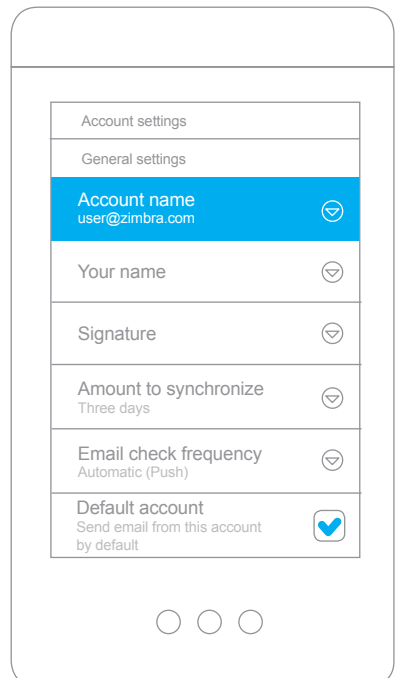 Account settings
General settings
Account name
user@zimbra.com
Your name
Signature
Amount to synchronize
Three days
Email check frequency
Automatic (Push)
Default account
Send email from this account
by default